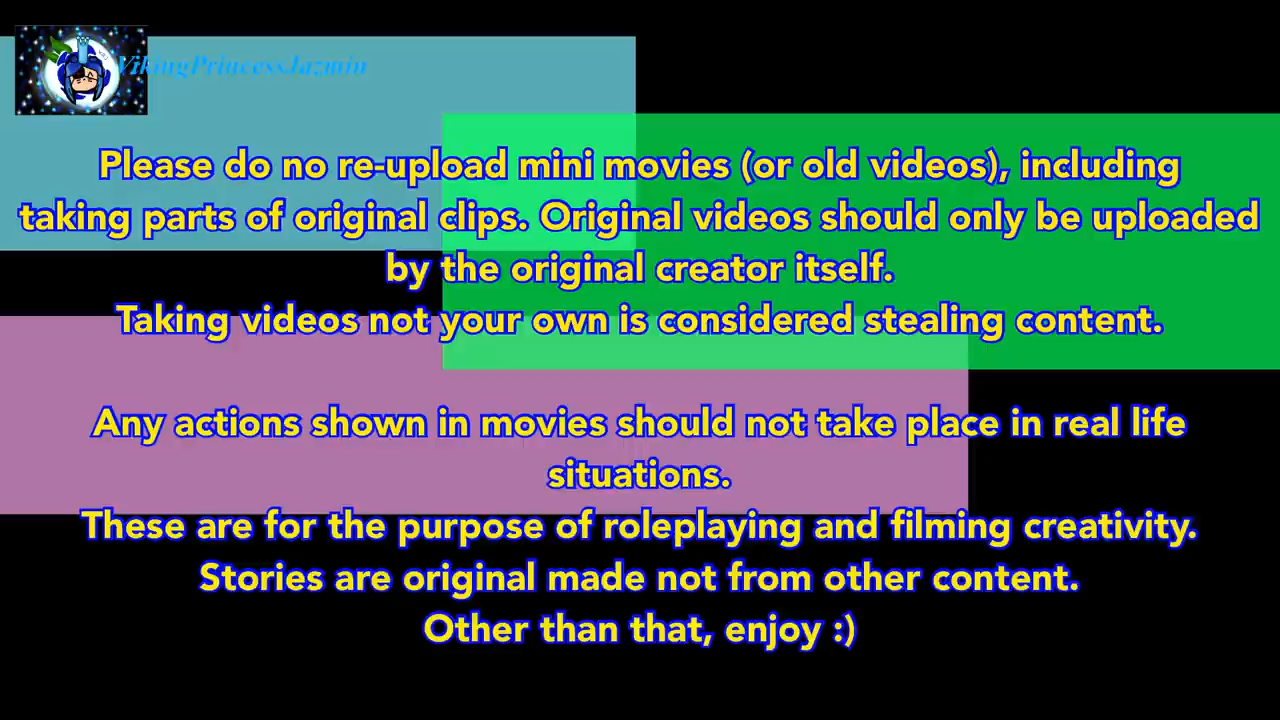 VikingPrincessJazmin
Please do no re-upload mini movies (or old videos), including
taking parts of original clips. Original videos should only be uploaded
by the original creator itself.
Taking videos not your own is considered stealing content.
Any actions shown in movies should not take place in real life
situations.
These are for the purpose of roleplaying and filming creativity.
Stories are original made not from other content.
Other than that, enjoy :)